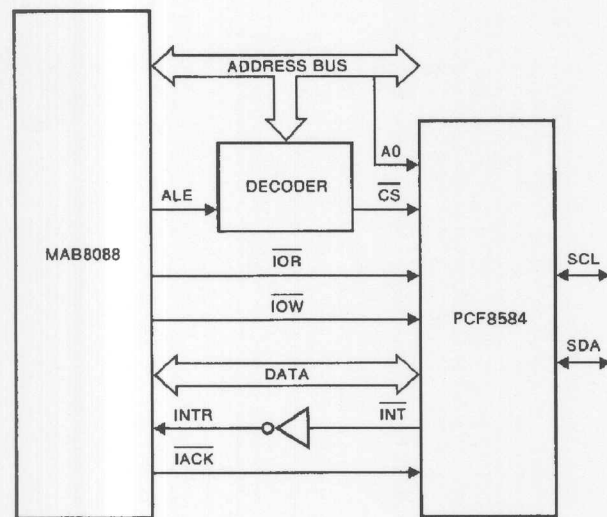 ADDRESS BUS
A0
DECODER
ALE
CS
MAB8088
IOR
SCL
IOW
PCF8584
DATA
SDA
INTR
INT
IACK